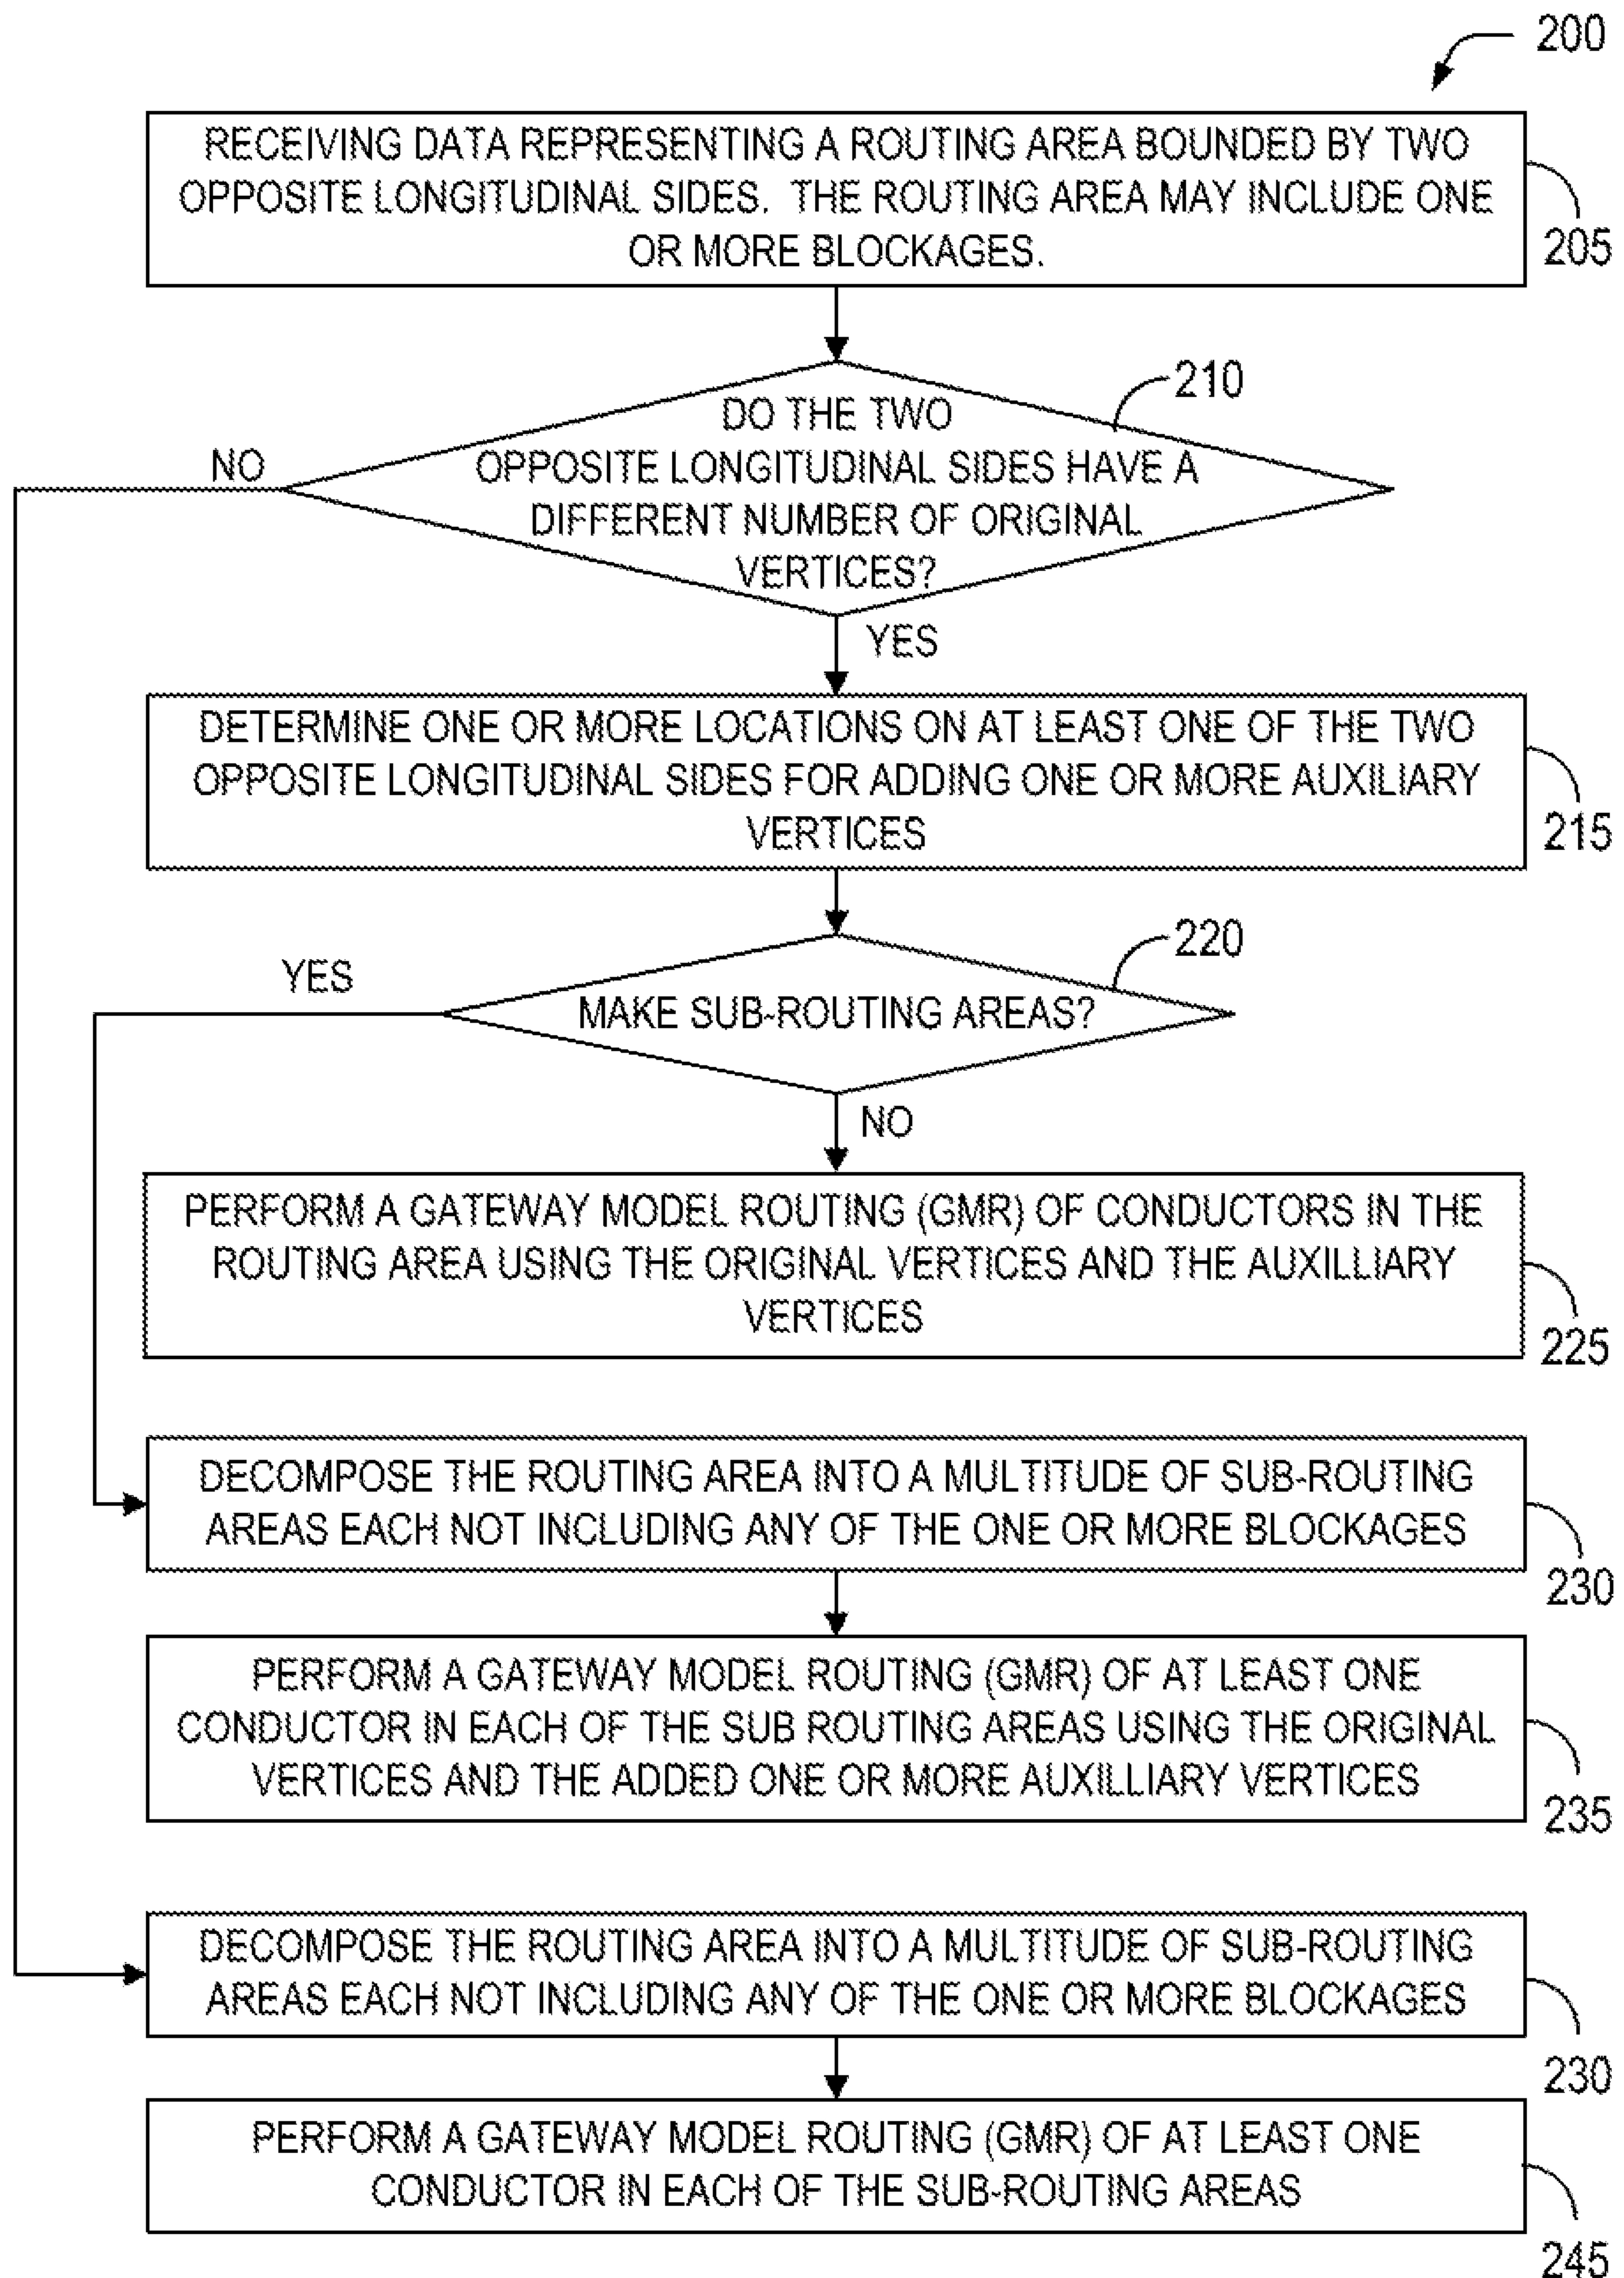 200
RECEIVING DATA REPRESENTING A ROUTING AREA BOUNDED BY TWO
OPPOSITE LONGITUDINAL SIDES. THE ROUTING AREA MAY INCLUDE ONE
OR MORE BLOCKAGES.
205
210
DO THE TWO
OPPOSITE LONGITUDINAL SIDES HAVE A
DIFFERENT NUMBER OF ORIGINAL
VERTICES?
NO
YES
DETERMINE ONE OR MORE LOCATIONS ON AT LEAST ONE OF THE TWO
OPPOSITE LONGITUDINAL SIDES FOR ADDING ONE OR MORE AUXILIARY
VERTICES
215
220
YES
MAKE SUB-ROUTING AREAS?
NO
PERFORM A GATEWAY MODEL ROUTING (GMR) OF CONDUCTORS IN THE
ROUTING AREA USING THE ORIGINAL VERTICES AND THE AUXILLIARY
VERTICES
225
DECOMPOSE THE ROUTING AREA INTO A MULTITUDE OF SUB-ROUTING
AREAS EACH NOT INCLUDING ANY OF THE ONE OR MORE BLOCKAGES
230
PERFORM A GATEWAY MODEL ROUTING (GMR) OF AT LEAST ONE
CONDUCTOR IN EACH OF THE SUB ROUTING AREAS USING THE ORIGINAL
VERTICES AND THE ADDED ONE OR MORE AUXILLIARY VERTICES
235
DECOMPOSE THE ROUTING AREA INTO A MULTITUDE OF SUB-ROUTING
AREAS EACH NOT INCLUDING ANY OF THE ONE OR MORE BLOCKAGES
230
PERFORM A GATEWAY MODEL ROUTING (GMR) OF AT LEAST ONE
CONDUCTOR IN EACH OF THE SUB-ROUTING AREAS
245